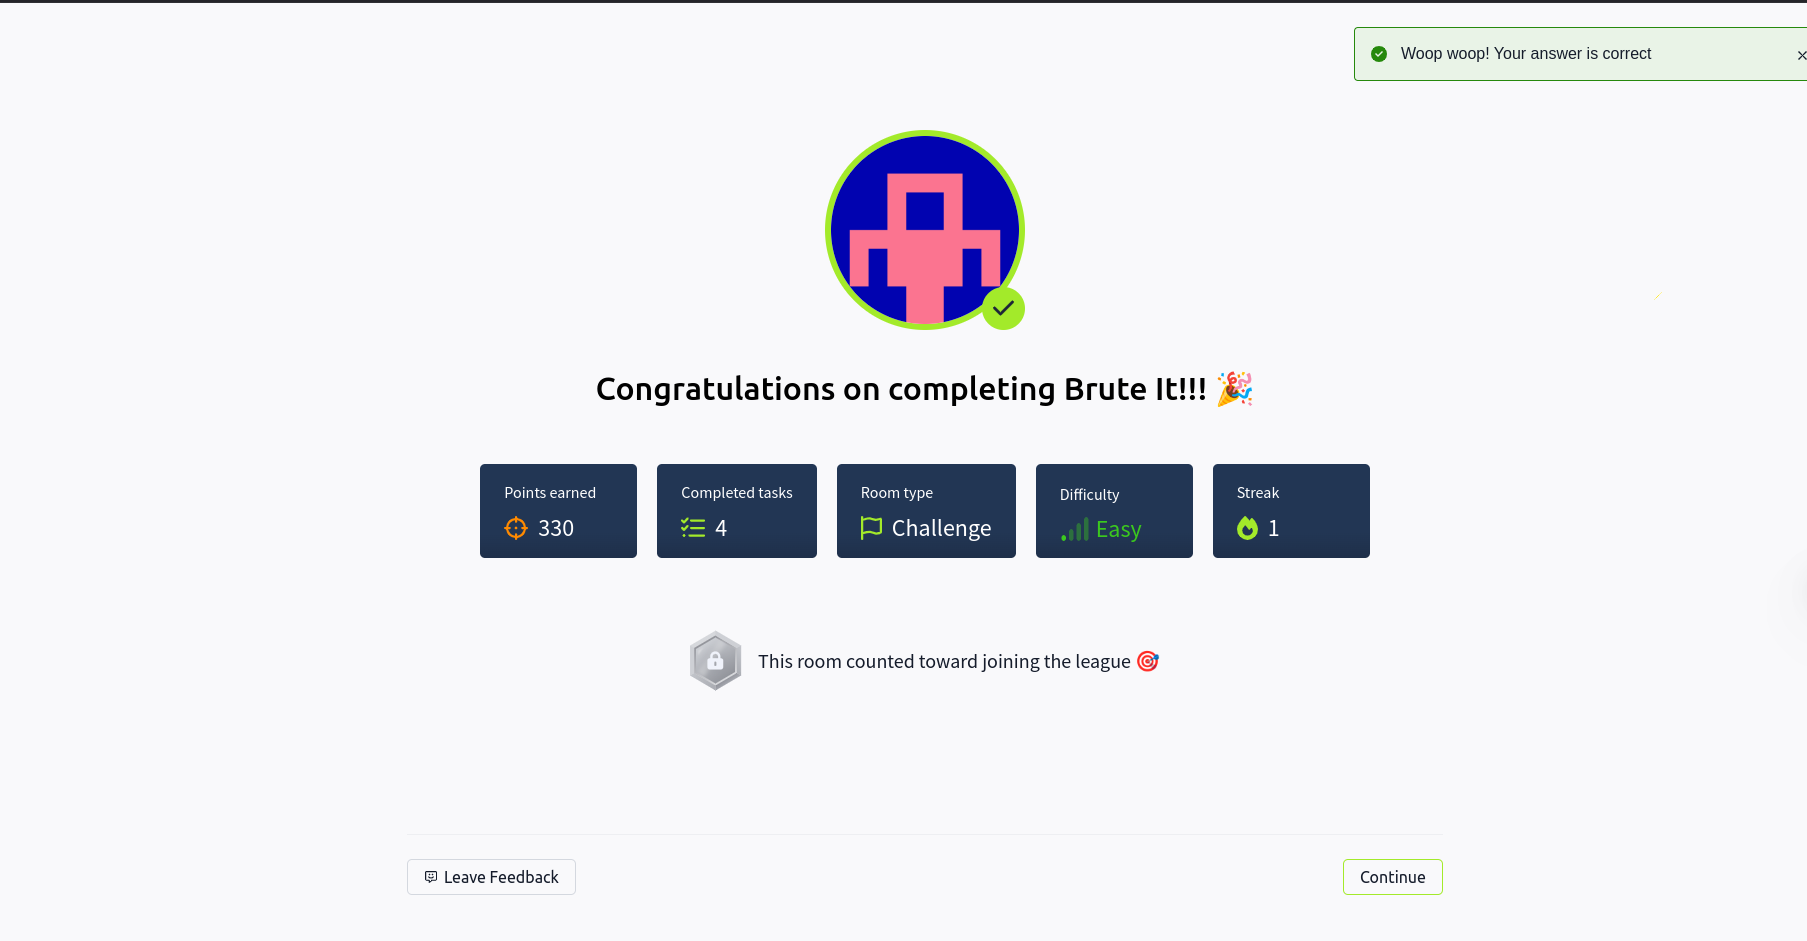 Woop woop! Your answer is correct
Congratulations on completing Brute It!!! 🎉
Points earned
330
Completed tasks
4
Room type
Challenge
Difficulty
Easy
Streak
1
This room counted toward joining the league 🎯
Leave Feedback
Continue